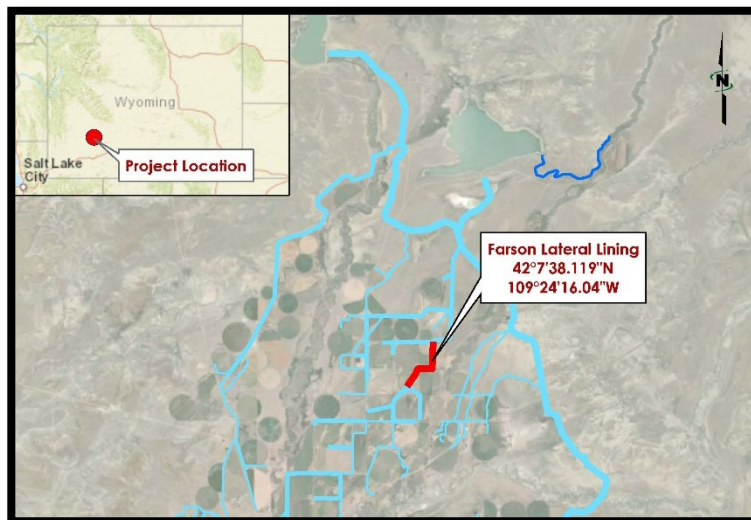 Wyoming
Project Location
Salt Lake
City
N
Farson Lateral Lining
42°7'38.119"N
109°24'16.04"W